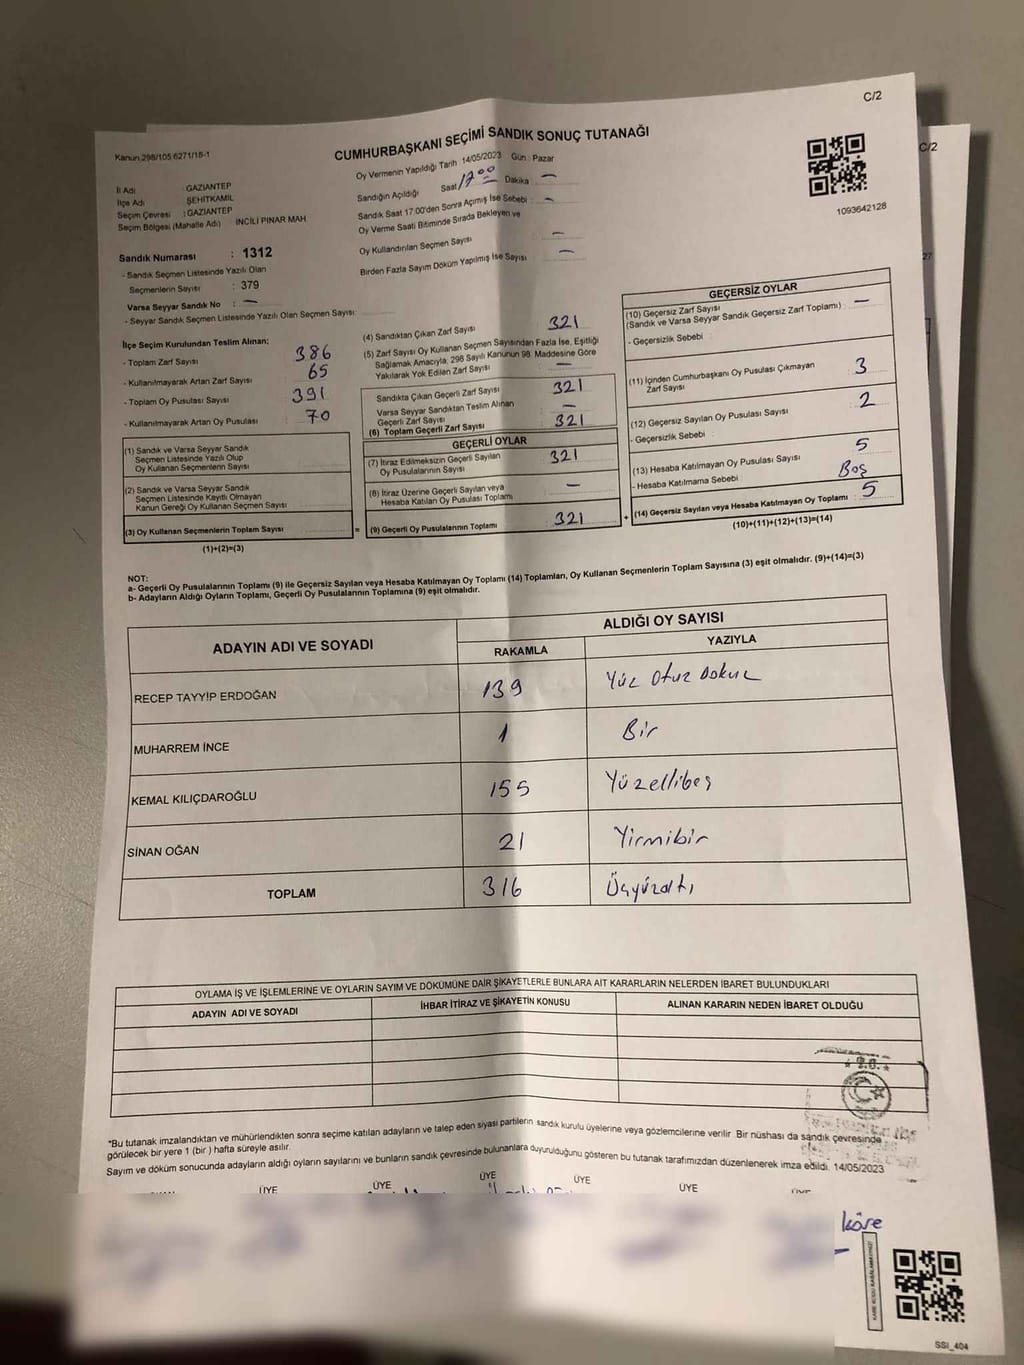 C/2
C/2
Kanun:298/105,6271/15-1
CUMHURBAŞKANI SEÇİMİ SANDIK SONUÇ TUTANAĞI
Oy Vermenin Yapıldığı Tarih 14/05/2023 Gün : Pazar
İl Adı : GAZİANTEP
İlçe Adı : ŞEHİTKAMİL
Seçim Çevresi : GAZİANTEP
Seçim Bölgesi (Mahalle Adı) : İNCİLİ PINAR MAH
Sandığın Açıldığı Saat 17:00 Dakika —
Sandık Saat 17:00'den Sonra Açımış İse Sebebi —
Oy Verme Saati Bitiminde Sırada Bekleyen ve
Oy Kullandırılan Seçmen Sayısı —
Birden Fazla Sayım Döküm Yapılmış İse Sayısı —
1093642128
Sandık Numarası : 1312
- Sandık Seçmen Listesinde Yazılı Olan
Seçmenlerin Sayısı : 379
Varsa Seyyar Sandık No : —
- Seyyar Sandık Seçmen Listesinde Yazılı Olan Seçmen Sayısı:
İlçe Seçim Kurulundan Teslim Alınan;
- Toplam Zarf Sayısı 386
- Kullanılmayarak Artan Zarf Sayısı 65
- Toplam Oy Pusulası Sayısı 391
- Kullanılmayarak Artan Oy Pusulası 70
(1) Sandık ve Varsa Seyyar Sandık
Seçmen Listesinde Yazılı Olup
Oy Kullanan Seçmenlerin Sayısı
(2) Sandık ve Varsa Seyyar Sandık
Seçmen Listesinde Kayıtlı Olmayan
Kanun Gereği Oy Kullanan Seçmen Sayısı
(3) Oy Kullanan Seçmenlerin Toplam Sayısı =
(1)+(2)=(3)
(4) Sandıktan Çıkan Zarf Sayısı 321
(5) Zarf Sayısı Oy Kullanan Seçmen Sayısından Fazla İse, Eşitliği
Sağlamak Amacıyla, 298 Sayılı Kanunun 98. Maddesine Göre
Yakılarak Yok Edilen Zarf Sayısı —
Sandıkta Çıkan Geçerli Zarf Sayısı 321
Varsa Seyyar Sandıktan Teslim Alınan
Geçerli Zarf Sayısı —
(6) Toplam Geçerli Zarf Sayısı 321
GEÇERLİ OYLAR
(7) İtiraz Edilmeksizin Geçerli Sayılan
Oy Pusulalarının Sayısı 321
(8) İtiraz Üzerine Geçerli Sayılan veya
Hesaba Katılan Oy Pusulası Toplamı —
(9) Geçerli Oy Pusulalarının Toplamı 321 +
GEÇERSİZ OYLAR
(10) Geçersiz Zarf Sayısı
(Sandık ve Varsa Seyyar Sandık Geçersiz Zarf Toplamı) —
- Geçersizlik Sebebi :
(11) İçinden Cumhurbaşkanı Oy Pusulası Çıkmayan
Zarf Sayısı 3
(12) Geçersiz Sayılan Oy Pusulası Sayısı 2
- Geçersizlik Sebebi :
(13) Hesaba Katılmayan Oy Pusulası Sayısı 5
- Hesaba Katılmama Sebebi Boş
(14) Geçersiz Sayılan veya Hesaba Katılmayan Oy Toplamı : 5
(10)+(11)+(12)+(13)=(14)
NOT:
a- Geçerli Oy Pusulalarının Toplamı (9) ile Geçersiz Sayılan veya Hesaba Katılmayan Oy Toplamı (14) Toplamları, Oy Kullanan Seçmenlerin Toplam Sayısına (3) eşit olmalıdır. (9)+(14)=(3)
b- Adayların Aldığı Oyların Toplamı, Geçerli Oy Pusulalarının Toplamına (9) eşit olmalıdır.
ADAYIN ADI VE SOYADI
ALDIĞI OY SAYISI
RAKAMLA YAZIYLA
RECEP TAYYİP ERDOĞAN 139 Yüz Otuz Dokuz
MUHARREM İNCE 1 Bir
KEMAL KILIÇDAROĞLU 155 Yüzellibeş
SİNAN OĞAN 21 Yirmibir
TOPLAM 316 Üçyüzaltı
OYLAMA İŞ VE İŞLEMLERİNE VE OYLARIN SAYIM VE DÖKÜMÜNE DAİR ŞİKAYETLERLE BUNLARA AİT KARARLARIN NELERDEN İBARET BULUNDUKLARI
ADAYIN ADI VE SOYADI İHBAR İTİRAZ VE ŞİKAYETİN KONUSU ALINAN KARARIN NEDEN İBARET OLDUĞU
*Bu tutanak imzalandıktan ve mühürlendikten sonra seçime katılan adayların ve talep eden siyasi partilerin sandık kurulu üyelerine veya gözlemcilerine verilir. Bir nüshası da sandık çevresinde
görülecek bir yere 1 (bir) hafta süreyle asılır.
Sayım ve döküm sonucunda adayların aldığı oyların sayılarını ve bunların sandık çevresinde bulunanlara duyurulduğunu gösteren bu tutanak tarafımızdan düzenlenerek imza edildi. 14/05/2023
ÜYE ÜYE ÜYE ÜYE ÜYE
köre
KARE KODU KARALAMAYINIZ!
SSİ_404